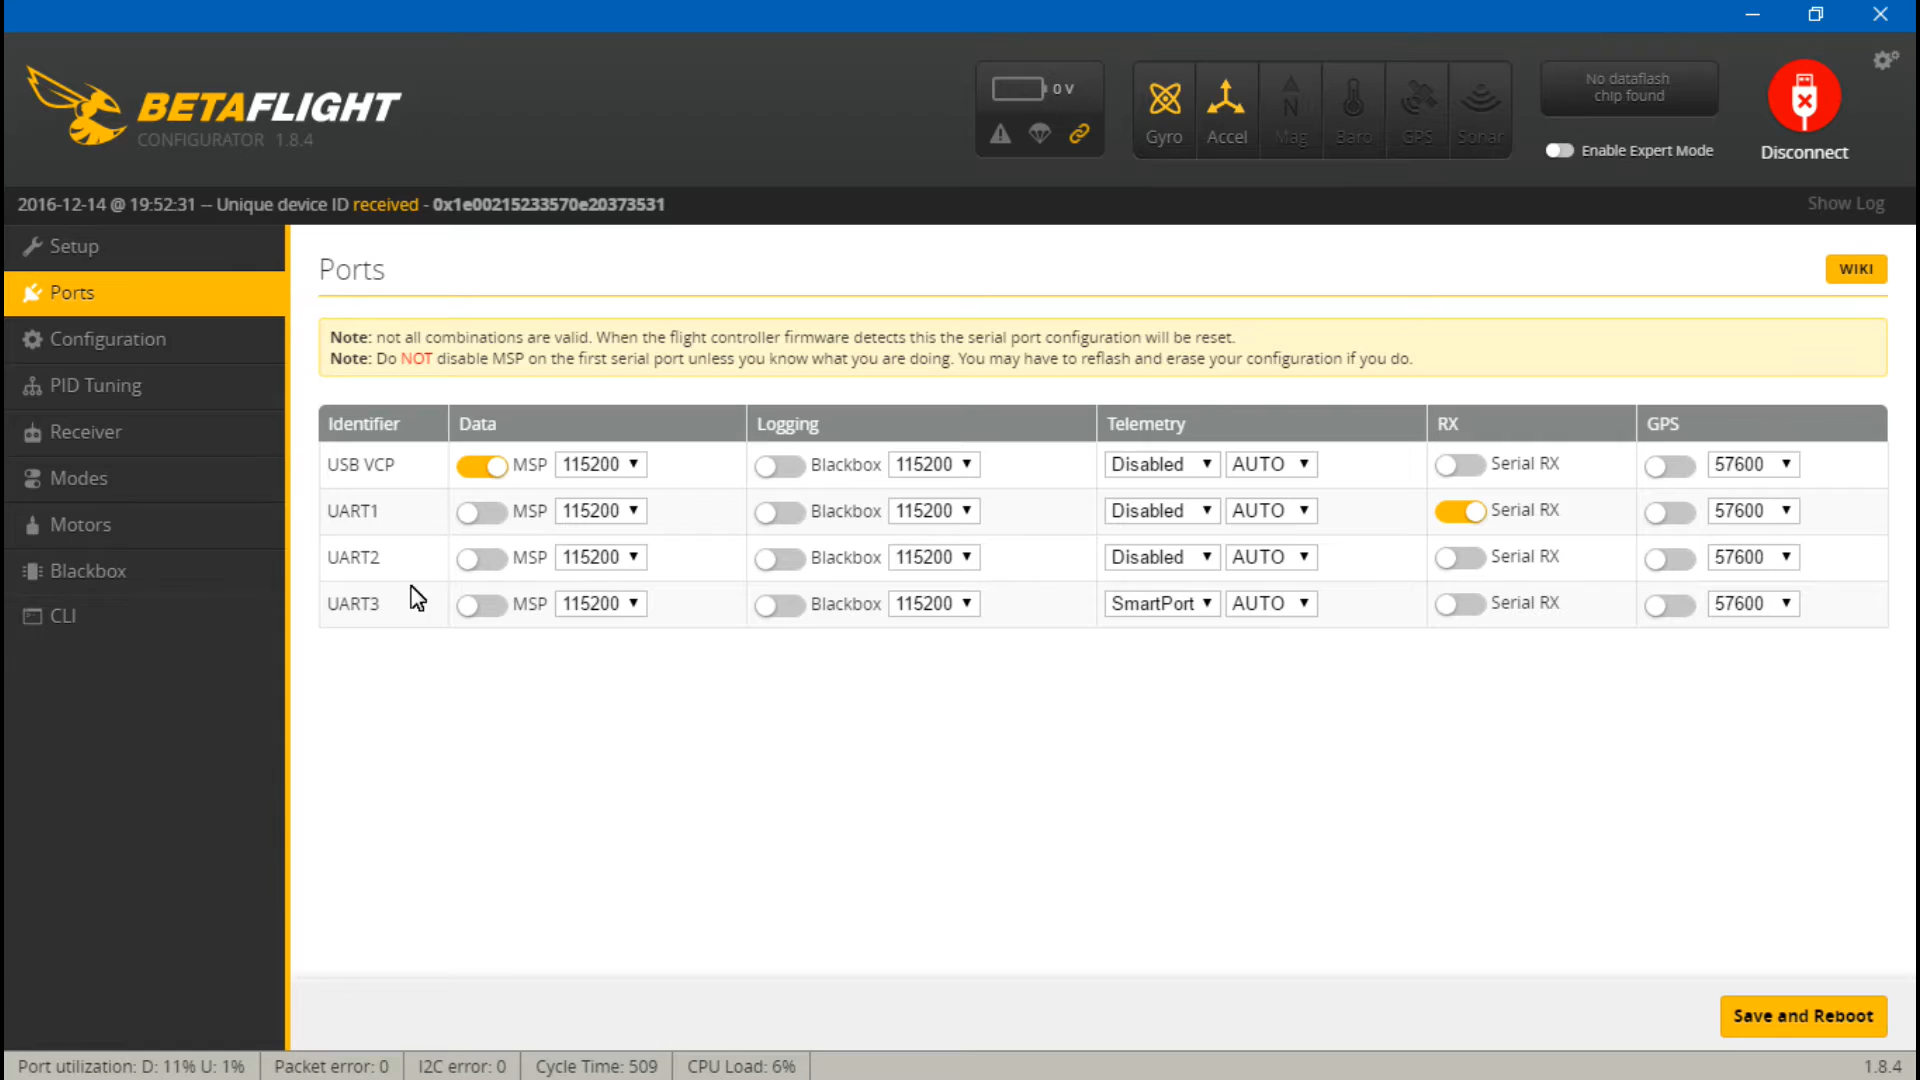 BETAFLIGHT
CONFIGURATOR 1.8.4
0 V
Gyro Accel Mag Baro GPS Sonar
No dataflash
chip found
Enable Expert Mode
Disconnect
2016-12-14 @ 19:52:31 -- Unique device ID received - 0x1e00215233570e20373531
Show Log
Setup
Ports
Configuration
PID Tuning
Receiver
Modes
Motors
Blackbox
CLI
Ports
WIKI
Note: not all combinations are valid. When the flight controller firmware detects this the serial port configuration will be reset.
Note: Do NOT disable MSP on the first serial port unless you know what you are doing. You may have to reflash and erase your configuration if you do.
Identifier Data Logging Telemetry RX GPS
USB VCP MSP 115200 Blackbox 115200 Disabled AUTO Serial RX 57600
UART1 MSP 115200 Blackbox 115200 Disabled AUTO Serial RX 57600
UART2 MSP 115200 Blackbox 115200 Disabled AUTO Serial RX 57600
UART3 MSP 115200 Blackbox 115200 SmartPort AUTO Serial RX 57600
Save and Reboot
Port utilization: D: 11% U: 1% Packet error: 0 I2C error: 0 Cycle Time: 509 CPU Load: 6% 1.8.4